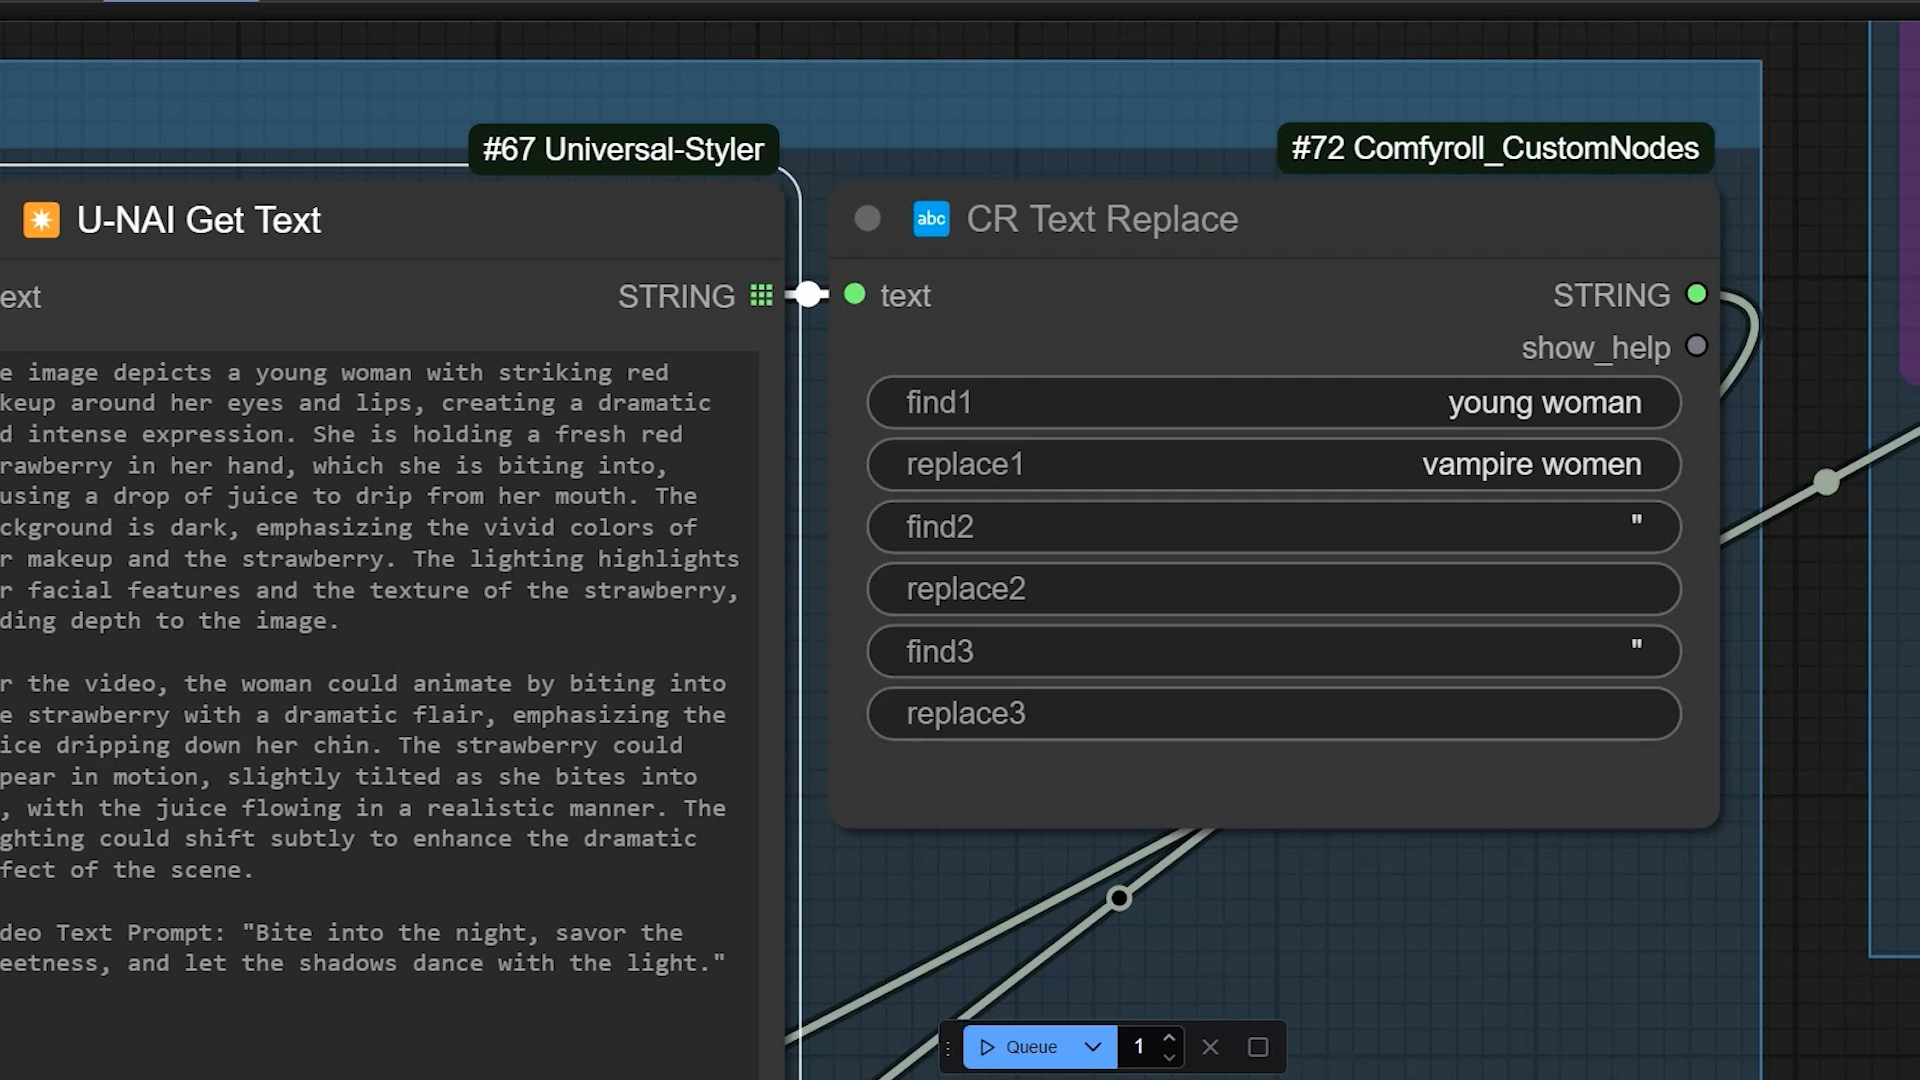 #67 Universal-Styler
U-NAI Get Text
ext
STRING
e image depicts a young woman with striking red
keup around her eyes and lips, creating a dramatic
d intense expression. She is holding a fresh red
rawberry in her hand, which she is biting into,
using a drop of juice to drip from her mouth. The
ckground is dark, emphasizing the vivid colors of
r makeup and the strawberry. The lighting highlights
r facial features and the texture of the strawberry,
ding depth to the image.
r the video, the woman could animate by biting into
e strawberry with a dramatic flair, emphasizing the
ice dripping down her chin. The strawberry could
pear in motion, slightly tilted as she bites into
, with the juice flowing in a realistic manner. The
ghting could shift subtly to enhance the dramatic
fect of the scene.
deo Text Prompt: "Bite into the night, savor the
eetness, and let the shadows dance with the light."
#72 Comfyroll_CustomNodes
abc CR Text Replace
text STRING
show_help
find1 young woman
replace1 vampire women
find2 "
replace2
find3 "
replace3
Queue 1